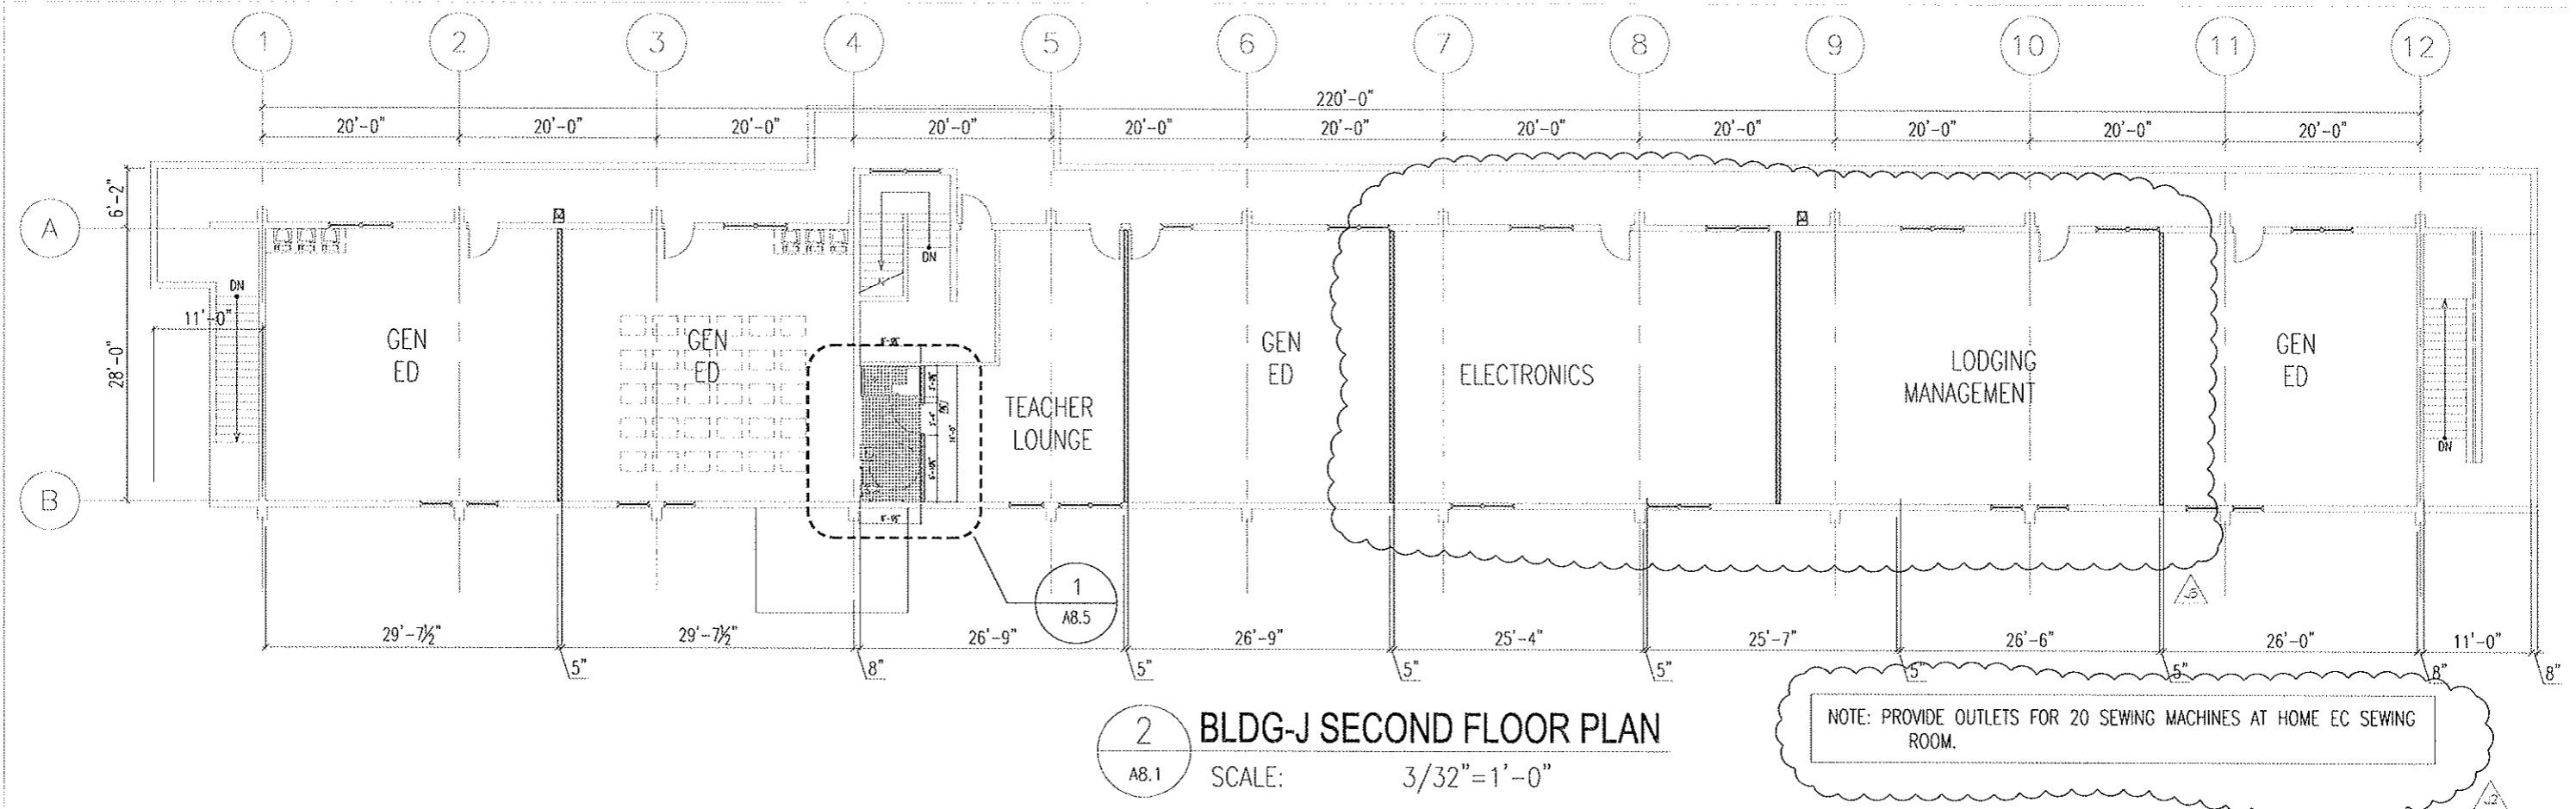 1 2 3 4 5 6 7 8 9 10 11 12
220'-0"
20'-0" 20'-0" 20'-0" 20'-0" 20'-0" 20'-0" 20'-0" 20'-0" 20'-0" 20'-0" 20'-0"
6'-2"
A
DN
DN
11'-0"
28'-0"
GEN
ED
GEN
ED
TEACHER
LOUNGE
GEN
ED
ELECTRONICS
LODGING
MANAGEMENT
GEN
ED
DN
B
1
A8.5
29'-7½" 29'-7½" 26'-9" 26'-9" 25'-4" 25'-7" 26'-6" 26'-0" 11'-0"
5" 8" 5" 5" 5" 5" 5" 8" 8"
2
A8.1
BLDG-J SECOND FLOOR PLAN
SCALE: 3/32"=1'-0"
NOTE: PROVIDE OUTLETS FOR 20 SEWING MACHINES AT HOME EC SEWING
ROOM.